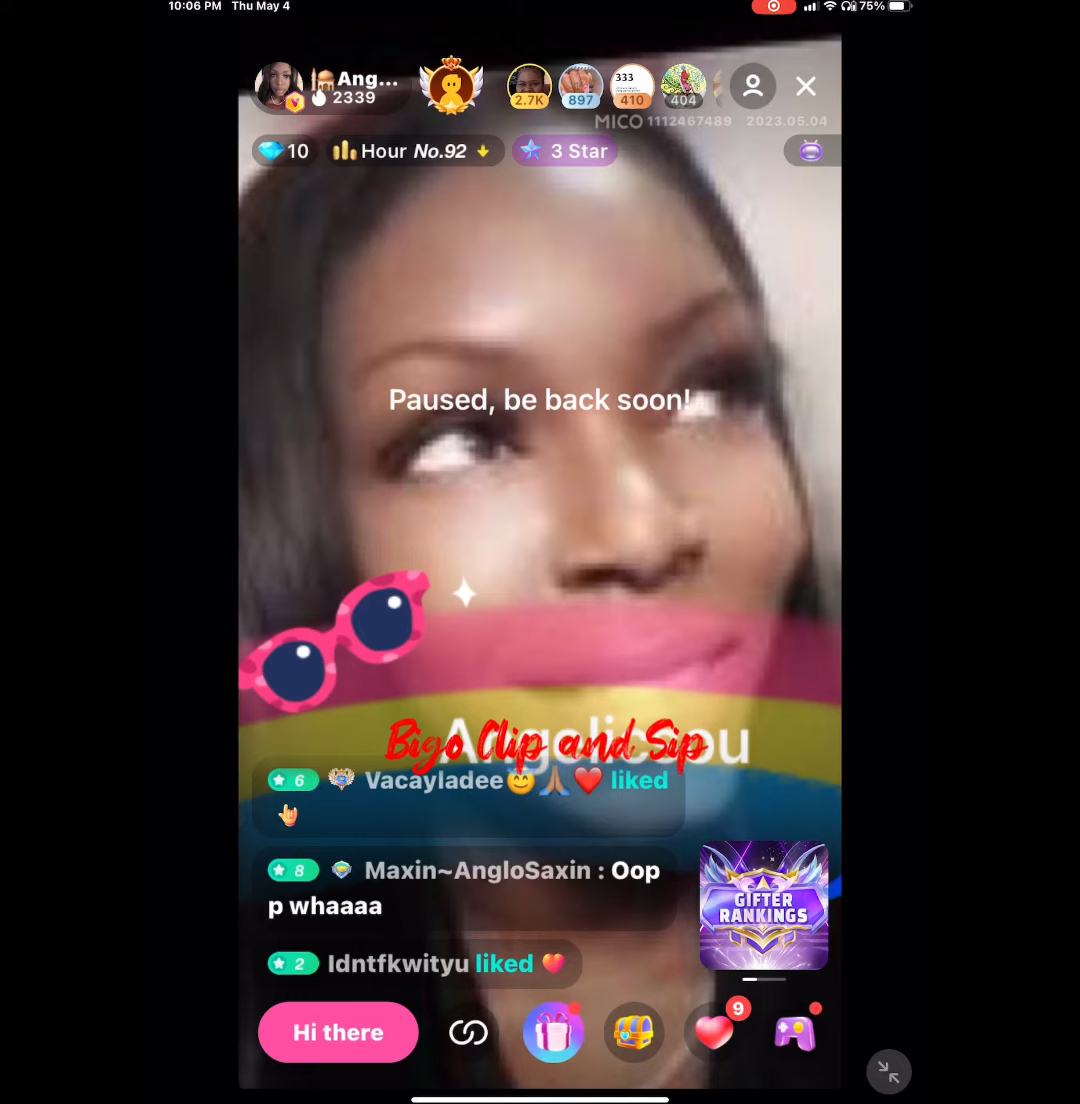 10:06 PM Thu May 4
75%
Ang...
2339
2.7K
897
333
410
404
MICO 1112467489 2023.05.04
10
Hour No.92
3 Star
Paused, be back soon!
Angelicsou
Bigo Clip and Sip
6 Vacayladee😇🙏🏽❤️ liked
🤟🏼
8 Maxin~AngloSaxin : Oop
p whaaaa
GIFTER
RANKINGS
2 Idntfkwityu liked ❤️
Hi there
9